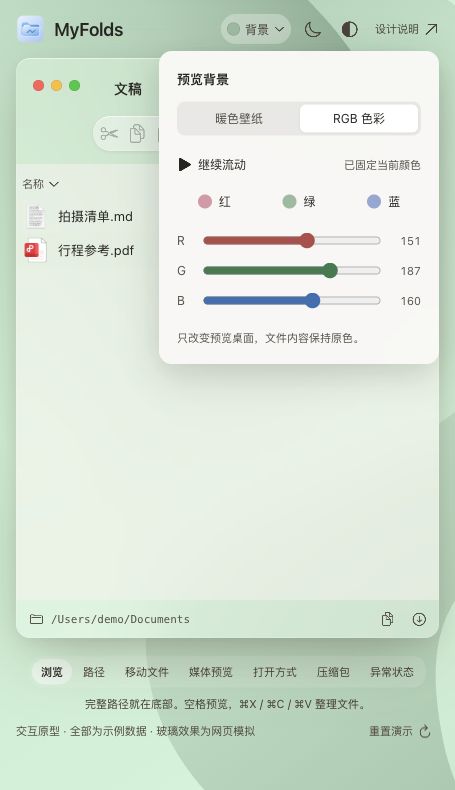 MyFolds
背景
设计说明
文稿
预览背景
暖色壁纸
RGB 色彩
继续流动
已固定当前颜色
红
绿
蓝
R
151
G
187
B
160
只改变预览桌面，文件内容保持原色。
名称
拍摄清单.md
行程参考.pdf
/Users/demo/Documents
浏览
路径
移动文件
媒体预览
打开方式
压缩包
异常状态
完整路径就在底部。空格预览，⌘X / ⌘C / ⌘V 整理文件。
交互原型 · 全部为示例数据 · 玻璃效果为网页模拟
重置演示